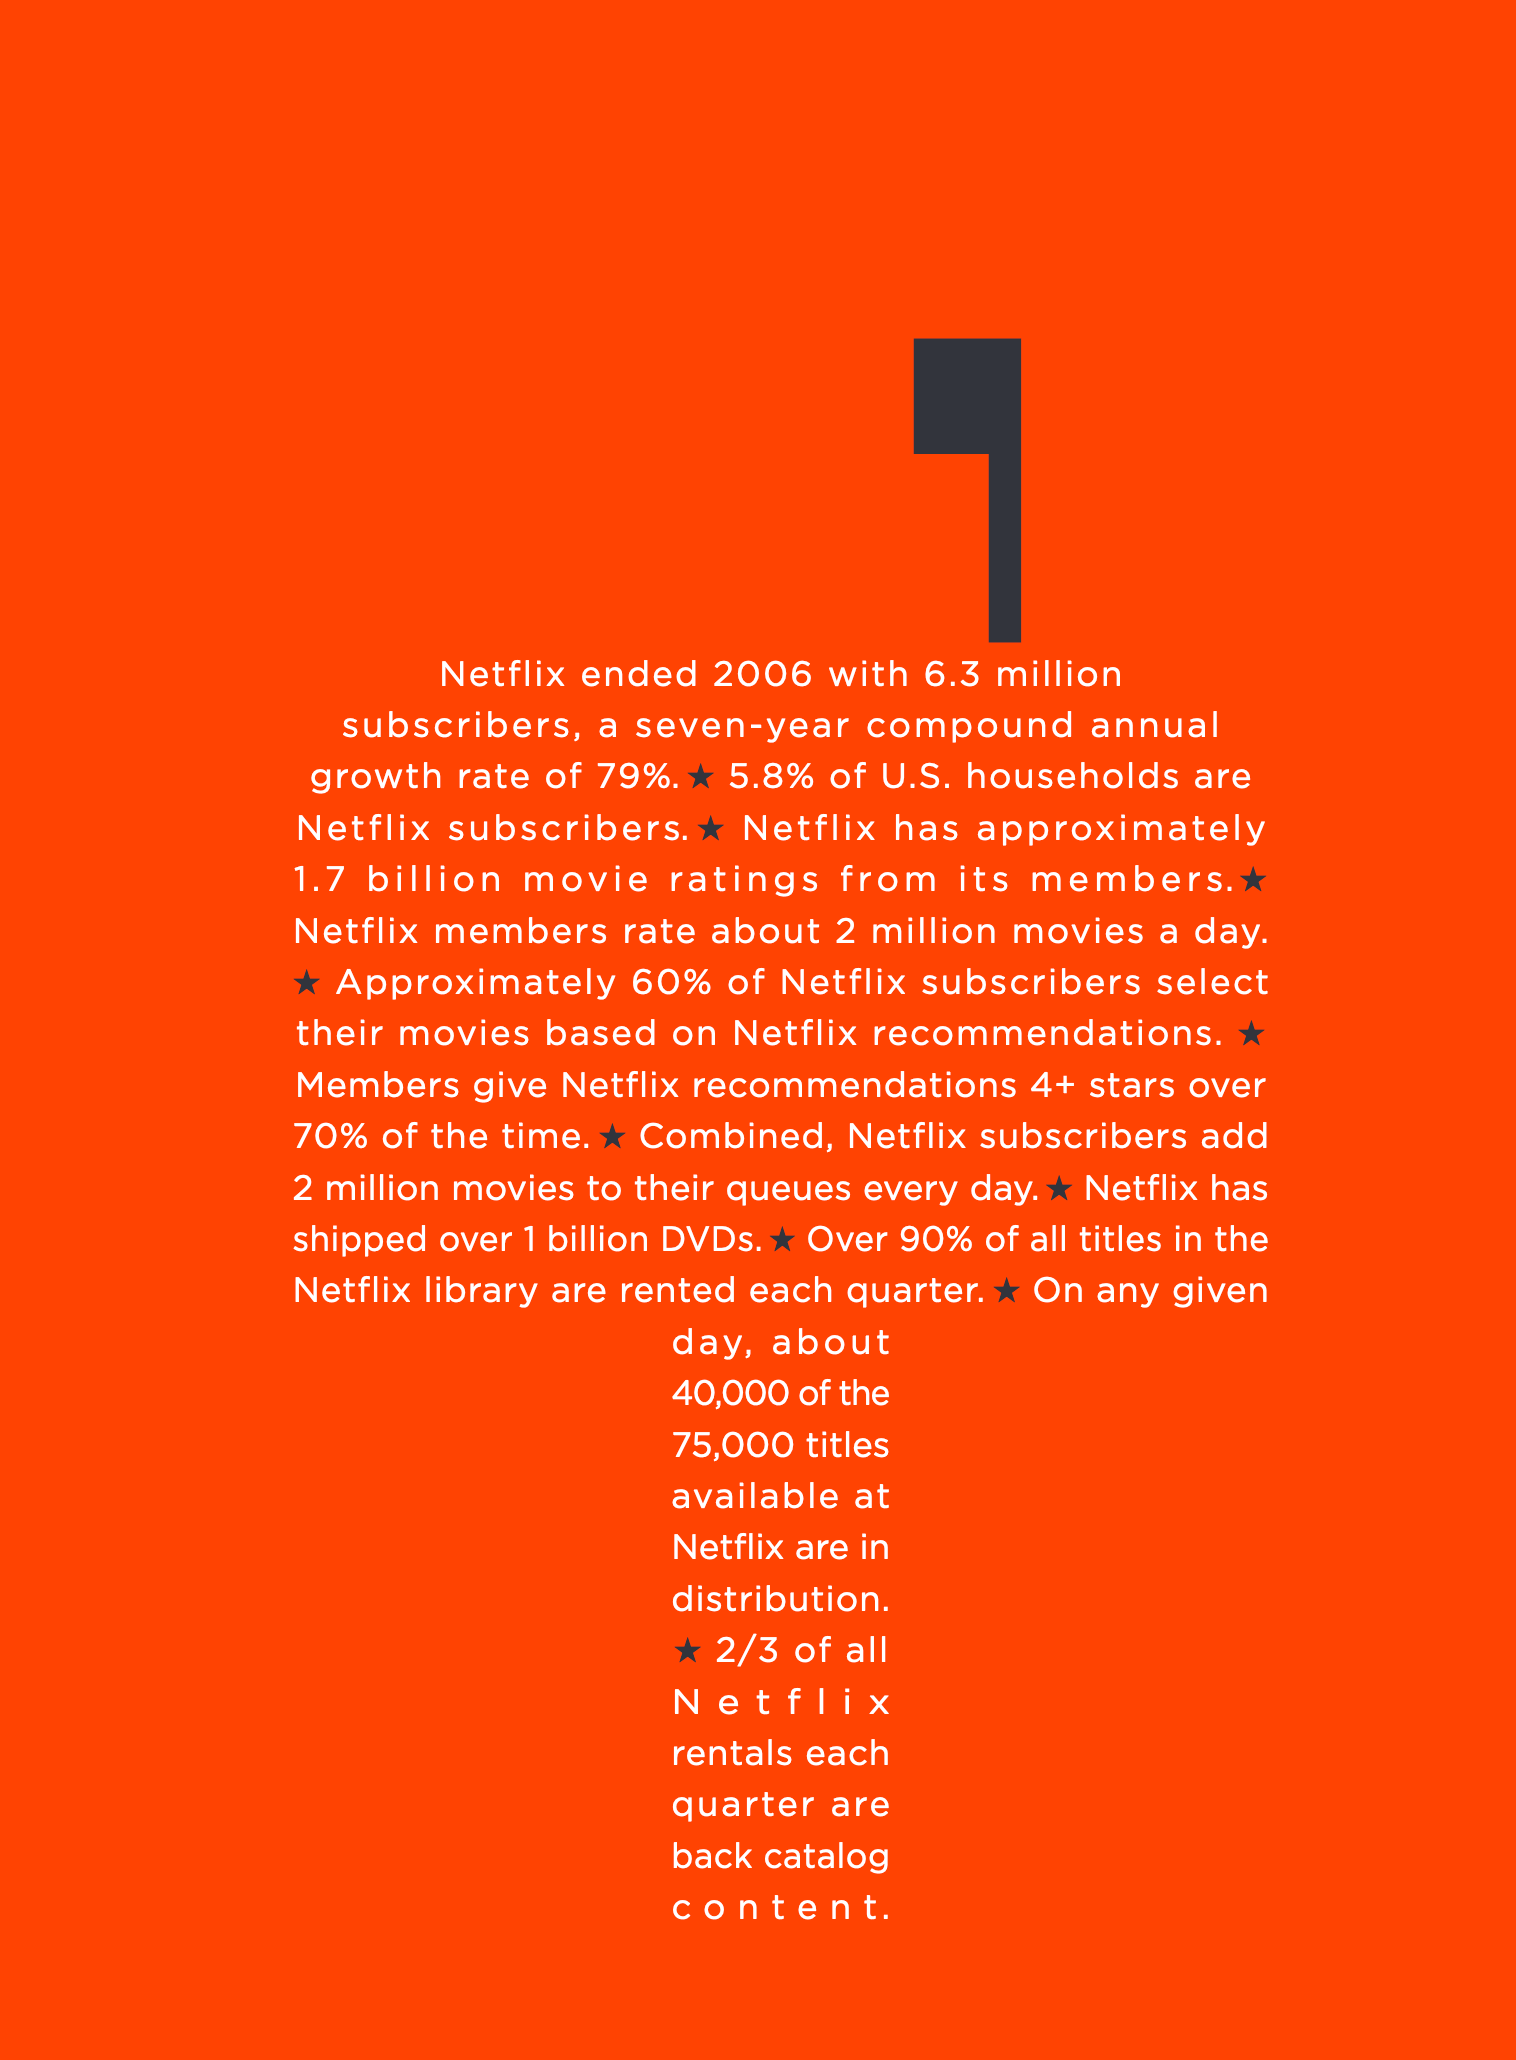 Netflix ended 2006 with 6.3 million
subscribers, a seven-year compound annual
growth rate of 79%. ★ 5.8% of U.S. households are
Netflix subscribers. ★ Netflix has approximately
1.7 billion movie ratings from its members. ★
Netflix members rate about 2 million movies a day.
★ Approximately 60% of Netflix subscribers select
their movies based on Netflix recommendations. ★
Members give Netflix recommendations 4+ stars over
70% of the time. ★ Combined, Netflix subscribers add
2 million movies to their queues every day. ★ Netflix has
shipped over 1 billion DVDs. ★ Over 90% of all titles in the
Netflix library are rented each quarter. ★ On any given
day, about
40,000 of the
75,000 titles
available at
Netflix are in
distribution.
★ 2/3 of all
Netflix
rentals each
quarter are
back catalog
content.